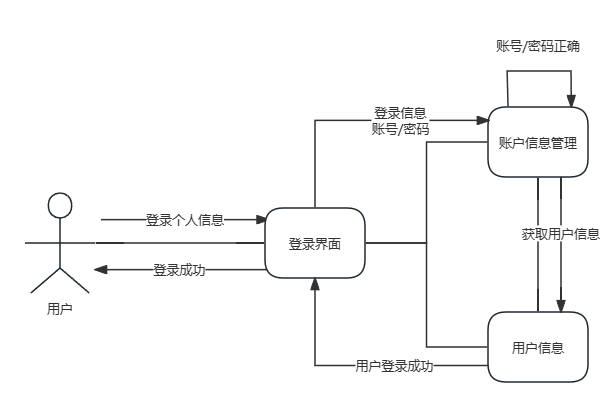 账号/密码正确
登录信息
账号/密码
账户信息管理
登录个人信息
获取用户信息
登录界面
登录成功
用户
用户信息
用户登录成功